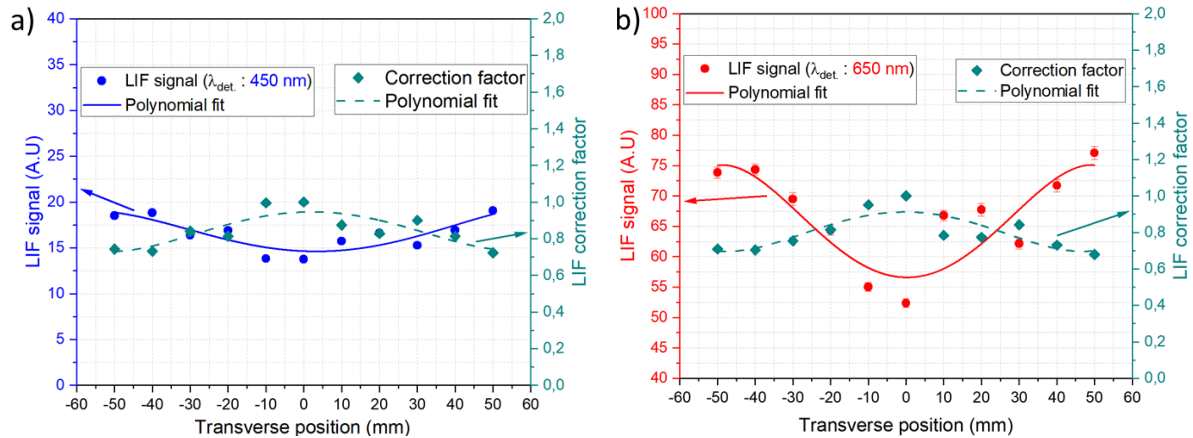 a)
LIF signal (A.U)
40
35
30
25
20
15
10
5
0
LIF signal (λdet. : 450 nm)
Polynomial fit
Correction factor
Polynomial fit
2,0
1,8
1,6
1,4
1,2
1,0
0,8
0,6
0,4
0,2
0,0
LIF correction factor
-60 -50 -40 -30 -20 -10 0 10 20 30 40 50 60
Transverse position (mm)
b)
LIF signal (A.U)
100
95
90
85
80
75
70
65
60
55
50
45
40
LIF signal (λdet. : 650 nm)
Polynomial fit
Correction factor
Polynomial fit
2,0
1,8
1,6
1,4
1,2
1,0
0,8
0,6
0,4
0,2
0,0
LIF correction factor
-60 -50 -40 -30 -20 -10 0 10 20 30 40 50 60
Transverse position (mm)